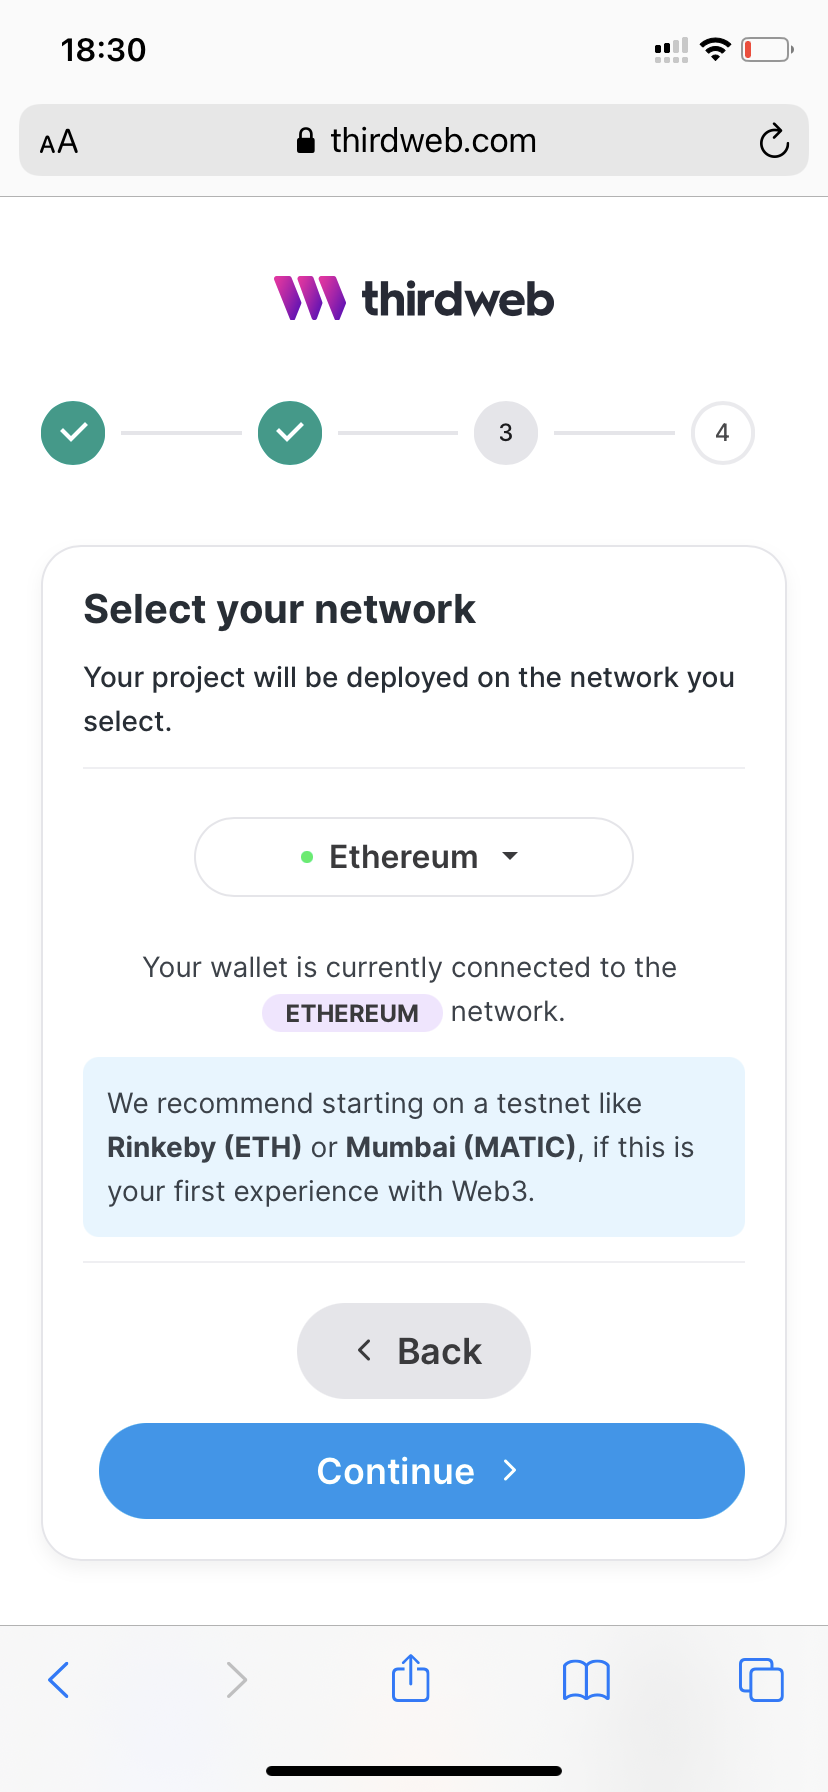 18:30
AA thirdweb.com
thirdweb
3 4
Select your network
Your project will be deployed on the network you
select.
Ethereum
Your wallet is currently connected to the
ETHEREUM network.
We recommend starting on a testnet like
Rinkeby (ETH) or Mumbai (MATIC), if this is
your first experience with Web3.
Back
Continue